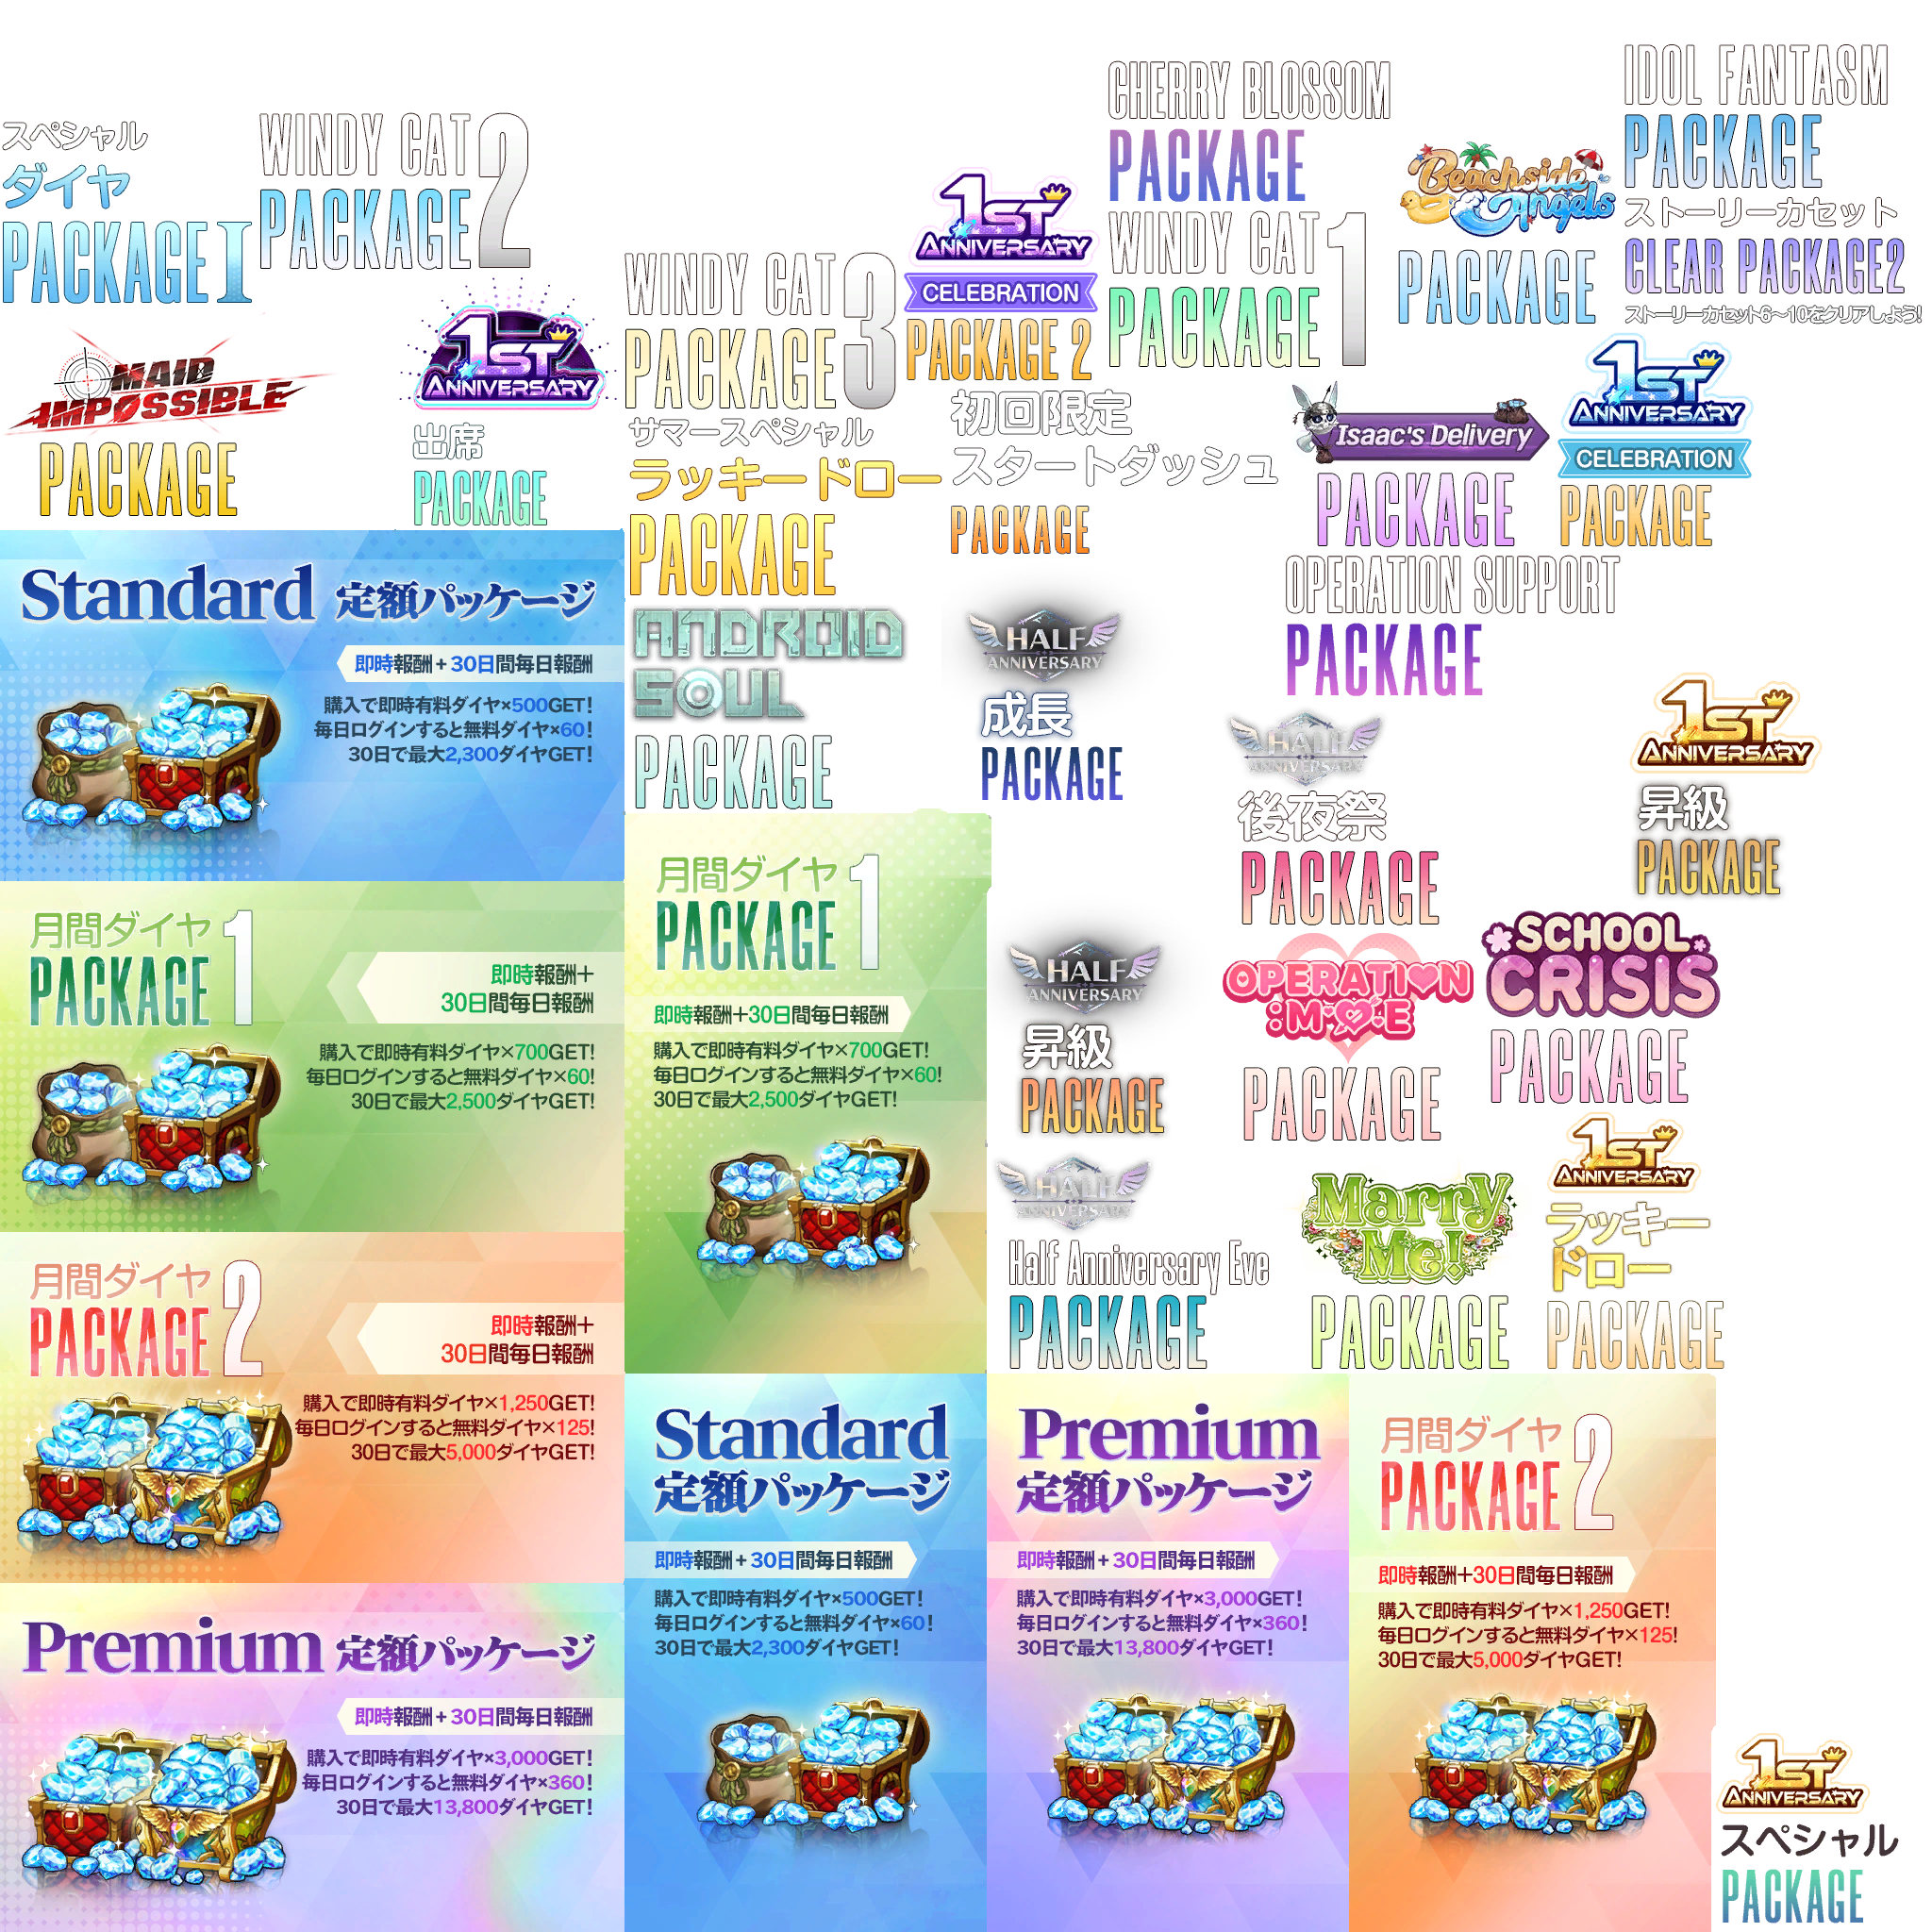 スペシャル
ダイヤ
PACKAGE I
WINDY CAT
PACKAGE 2
MAID
IMPOSSIBLE
PACKAGE
1ST
ANNIVERSARY
出席
PACKAGE
WINDY CAT
PACKAGE 3
サマースペシャル
ラッキードロー
PACKAGE
1ST
ANNIVERSARY
CELEBRATION
PACKAGE 2
初回限定
スタートダッシュ
PACKAGE
CHERRY BLOSSOM
PACKAGE
WINDY CAT
PACKAGE 1
Beachside
Angels
PACKAGE
IDOL FANTASM
PACKAGE
ストーリーカセット
CLEAR PACKAGE2
ストーリーカセット6～10をクリアしよう!
Isaac's Delivery
PACKAGE
1ST
ANNIVERSARY
CELEBRATION
PACKAGE
OPERATION SUPPORT
PACKAGE
ANDROID
SOUL
PACKAGE
HALF
ANNIVERSARY
成長
PACKAGE
HALF
ANNIVERSARY
後夜祭
PACKAGE
1ST
ANNIVERSARY
昇級
PACKAGE
Standard 定額パッケージ
即時報酬+30日間毎日報酬
購入で即時有料ダイヤ×500GET!
毎日ログインすると無料ダイヤ×60!
30日で最大2,300ダイヤGET!
月間ダイヤ
PACKAGE 1
即時報酬+
30日間毎日報酬
購入で即時有料ダイヤ×700GET!
毎日ログインすると無料ダイヤ×60!
30日で最大2,500ダイヤGET!
月間ダイヤ
PACKAGE 1
即時報酬+30日間毎日報酬
購入で即時有料ダイヤ×700GET!
毎日ログインすると無料ダイヤ×60!
30日で最大2,500ダイヤGET!
HALF
ANNIVERSARY
昇級
PACKAGE
OPERATION
:MOE
PACKAGE
SCHOOL
CRISIS
PACKAGE
HALF
ANNIVERSARY
Half Anniversary Eve
PACKAGE
Marry
Me!
PACKAGE
1ST
ANNIVERSARY
ラッキー
ドロー
PACKAGE
月間ダイヤ
PACKAGE 2
即時報酬+
30日間毎日報酬
購入で即時有料ダイヤ×1,250GET!
毎日ログインすると無料ダイヤ×125!
30日で最大5,000ダイヤGET!
Premium 定額パッケージ
即時報酬+30日間毎日報酬
購入で即時有料ダイヤ×3,000GET!
毎日ログインすると無料ダイヤ×360!
30日で最大13,800ダイヤGET!
Standard
定額パッケージ
即時報酬+30日間毎日報酬
購入で即時有料ダイヤ×500GET!
毎日ログインすると無料ダイヤ×60!
30日で最大2,300ダイヤGET!
Premium
定額パッケージ
即時報酬+30日間毎日報酬
購入で即時有料ダイヤ×3,000GET!
毎日ログインすると無料ダイヤ×360!
30日で最大13,800ダイヤGET!
月間ダイヤ
PACKAGE 2
即時報酬+30日間毎日報酬
購入で即時有料ダイヤ×1,250GET!
毎日ログインすると無料ダイヤ×125!
30日で最大5,000ダイヤGET!
1ST
ANNIVERSARY
スペシャル
PACKAGE